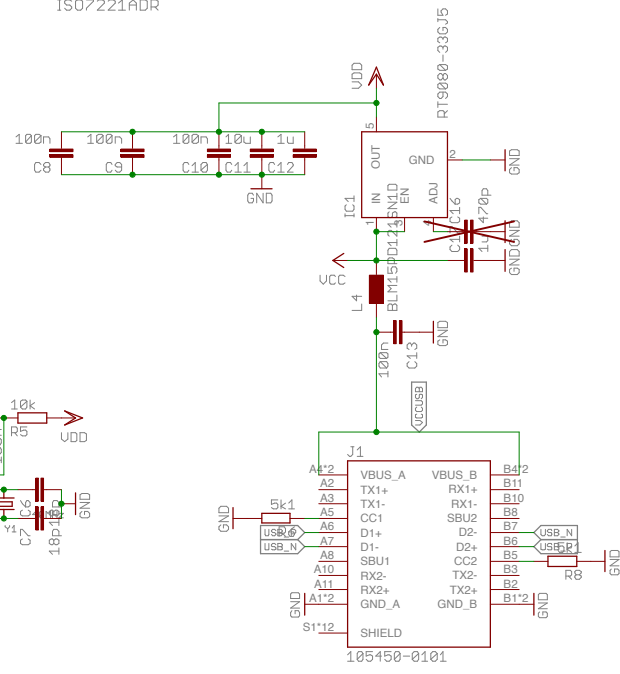 ISO7221ADR
RT9080-33GJ5
VDD
5
OUT
GND
2
GND
IN
EN
ADJ
IC1
1
3
100n
C8
100n
C9
100n
C10
10u
C11
1u
C12
GND
C16
470p
GND
1u
GND
VCC
L4
BLM15PD121SN1D
100n
C13
GND
VCCUSB
10k
R5
VDD
C6
C7
18p
GND
Y1
J1
A4*2 VBUS_A VBUS_B B4*2
A2 TX1+ RX1+ B11
A3 TX1- RX1- B10
GND 5k1 A5 CC1 SBU2 B8
A6 D1+ D2- B7 USB_N
USB_N A7 D1- D2+ B6
A8 SBU1 CC2 B5 R8 GND
A10 RX2- TX2- B3
A11 RX2+ TX2+ B2
GND A1*2 GND_A GND_B B1*2 GND
S1*12 SHIELD
105450-0101